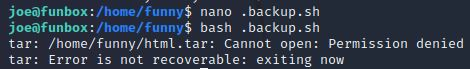 joe@funbox:/home/funny$ nano .backup.sh
joe@funbox:/home/funny$ bash .backup.sh
tar: /home/funny/html.tar: Cannot open: Permission denied
tar: Error is not recoverable: exiting now